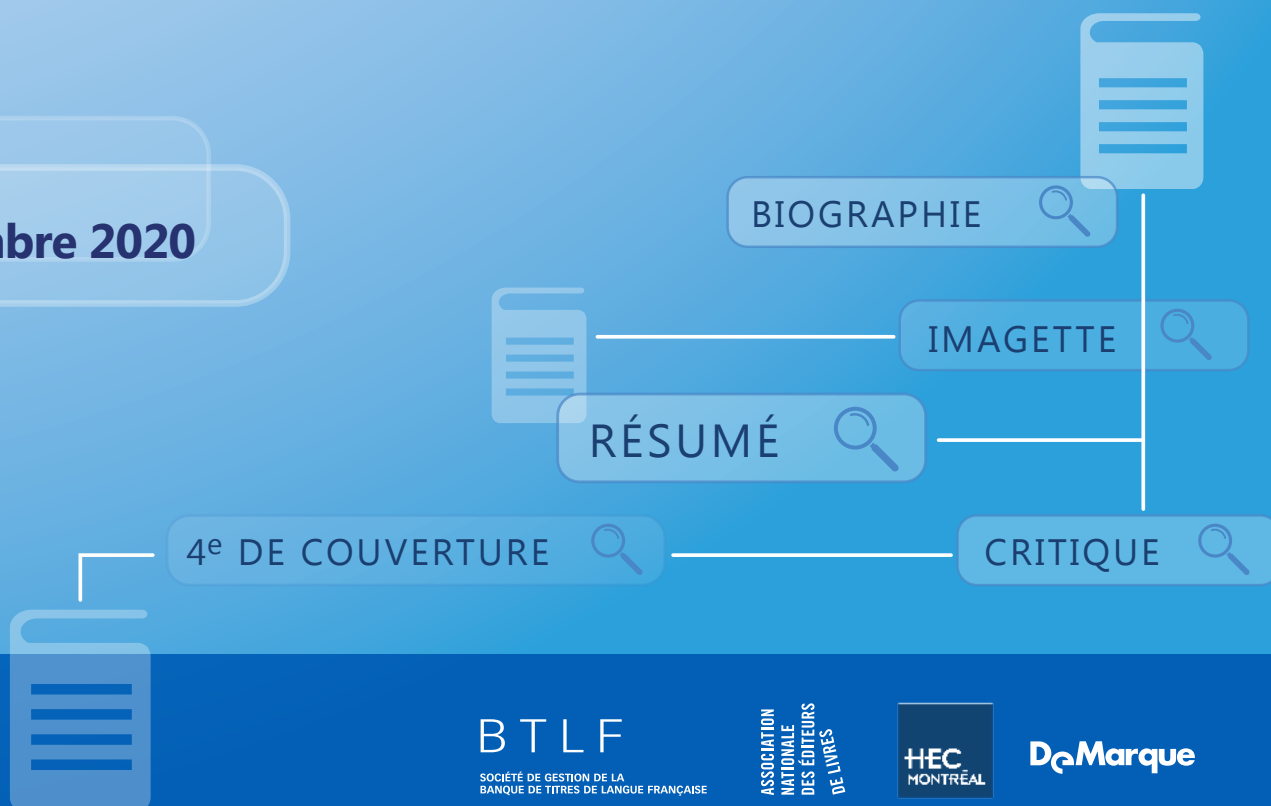 BIOGRAPHIE
mbre 2020
IMAGETTE
RÉSUMÉ
4e DE COUVERTURE
CRITIQUE
BTLF
SOCIÉTÉ DE GESTION DE LA
BANQUE DE TITRES DE LANGUE FRANÇAISE
ASSOCIATION
NATIONALE
DES ÉDITEURS
DE LIVRES
HEC
MONTRÉAL
DeMarque